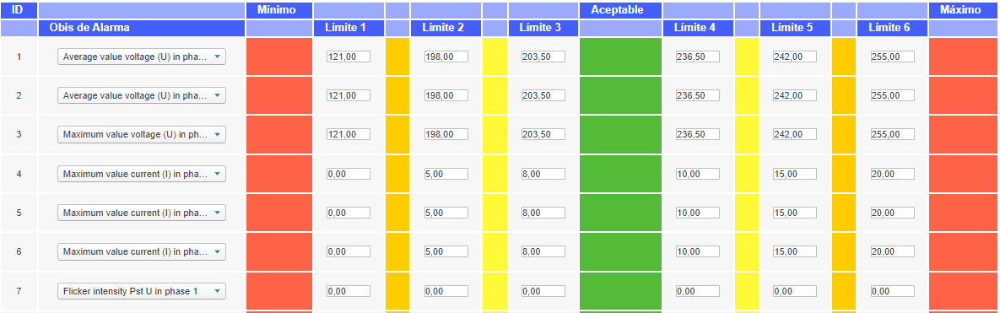 ID Mínimo Aceptable Máximo
Obis de Alarma Límite 1 Límite 2 Límite 3 Límite 4 Límite 5 Límite 6
1 Average value voltage (U) in pha... 121,00 198,00 203,50 236,50 242,00 255,00
2 Average value voltage (U) in pha... 121,00 198,00 203,50 236,50 242,00 255,00
3 Maximum value voltage (U) in ph... 121,00 198,00 203,50 236,50 242,00 255,00
4 Maximum value current (I) in pha... 0,00 5,00 8,00 10,00 15,00 20,00
5 Maximum value current (I) in pha... 0,00 5,00 8,00 10,00 15,00 20,00
6 Maximum value current (I) in pha... 0,00 5,00 8,00 10,00 15,00 20,00
7 Flicker intensity Pst U in phase 1 0,00 0,00 0,00 0,00 0,00 0,00